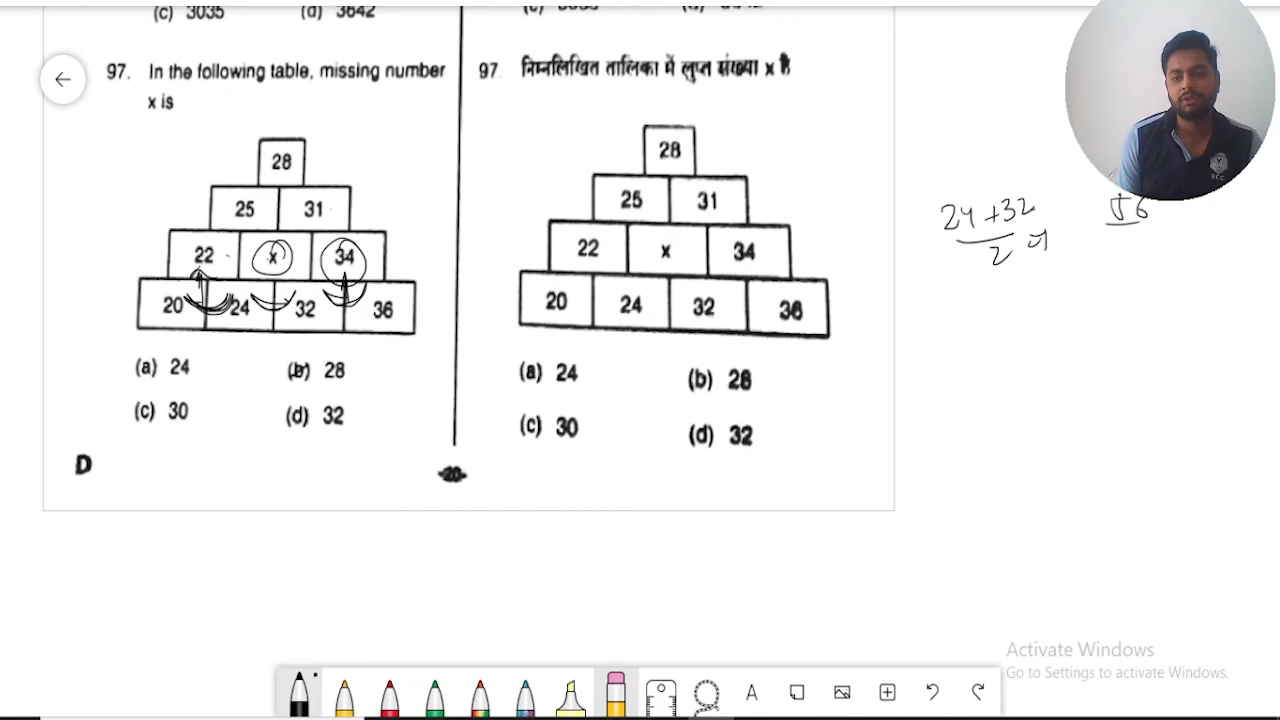 (c) 3035 (d) 3642
97. In the following table, missing number
x is
28
25 31
22 x 34
20 24 32 36
(a) 24 (b) 28
(c) 30 (d) 32
D
-20-
97. निम्नलिखित तालिका में लुप्त संख्या x है
28
25 31
22 x 34
20 24 32 36
(a) 24 (b) 28
(c) 30 (d) 32
24+32 56
2
BCC
Activate Windows
Go to Settings to activate Windows.
A